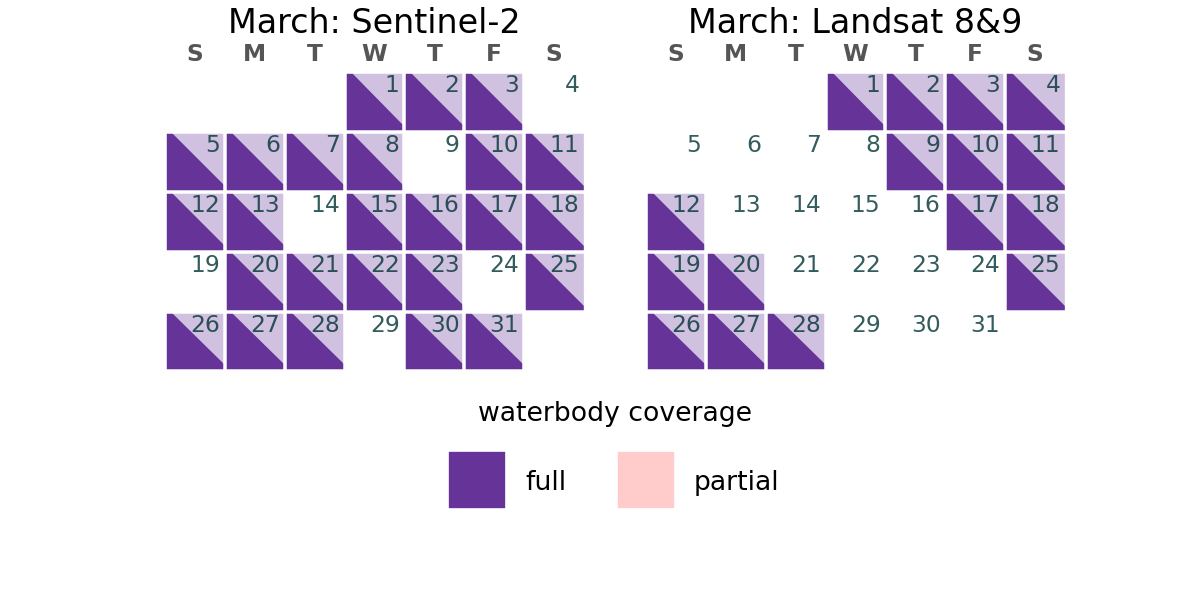 March: Sentinel-2
S M T W T F S
1 2 3 4
5 6 7 8 9 10 11
12 13 14 15 16 17 18
19 20 21 22 23 24 25
26 27 28 29 30 31
March: Landsat 8&9
S M T W T F S
1 2 3 4
5 6 7 8 9 10 11
12 13 14 15 16 17 18
19 20 21 22 23 24 25
26 27 28 29 30 31
waterbody coverage
full partial